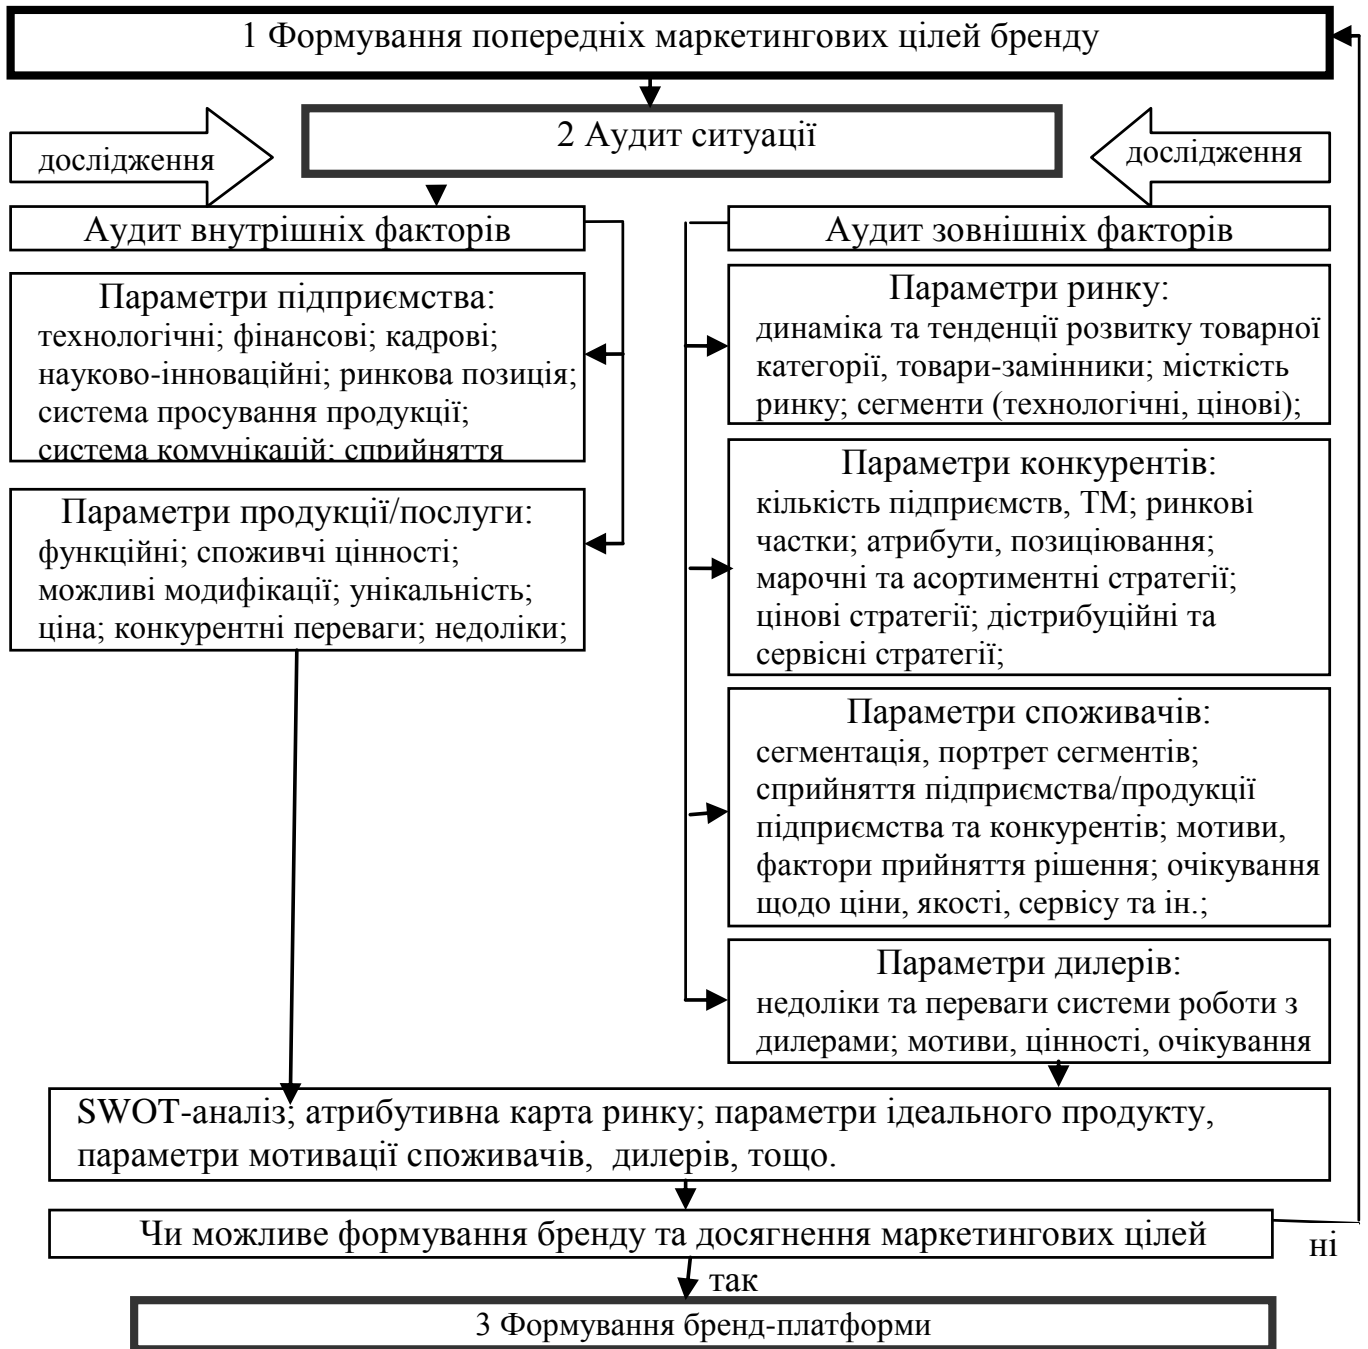 1 Формування попередніх маркетингових цілей бренду
2 Аудит ситуації
дослідження
дослідження
Аудит внутрішніх факторів
Параметри підприємства:
технологічні; фінансові; кадрові;
науково-інноваційні; ринкова позиція;
система просування продукції;
система комунікацій; сприйняття
Параметри продукції/послуги:
функційні; споживчі цінності;
можливі модифікації; унікальність;
ціна; конкурентні переваги; недоліки;
Аудит зовнішніх факторів
Параметри ринку:
динаміка та тенденції розвитку товарної
категорії, товари-замінники; місткість
ринку; сегменти (технологічні, цінові);
Параметри конкурентів:
кількість підприємств, ТМ; ринкові
частки; атрибути, позиціювання;
марочні та асортиментні стратегії;
цінові стратегії; дістрибуційні та
сервісні стратегії;
Параметри споживачів:
сегментація, портрет сегментів;
сприйняття підприємства/продукції
підприємства та конкурентів; мотиви,
фактори прийняття рішення; очікування
щодо ціни, якості, сервісу та ін.;
Параметри дилерів:
недоліки та переваги системи роботи з
дилерами; мотиви, цінності, очікування
SWOT-аналіз; атрибутивна карта ринку; параметри ідеального продукту,
параметри мотивації споживачів, дилерів, тощо.
Чи можливе формування бренду та досягнення маркетингових цілей
ні
так
3 Формування бренд-платформи